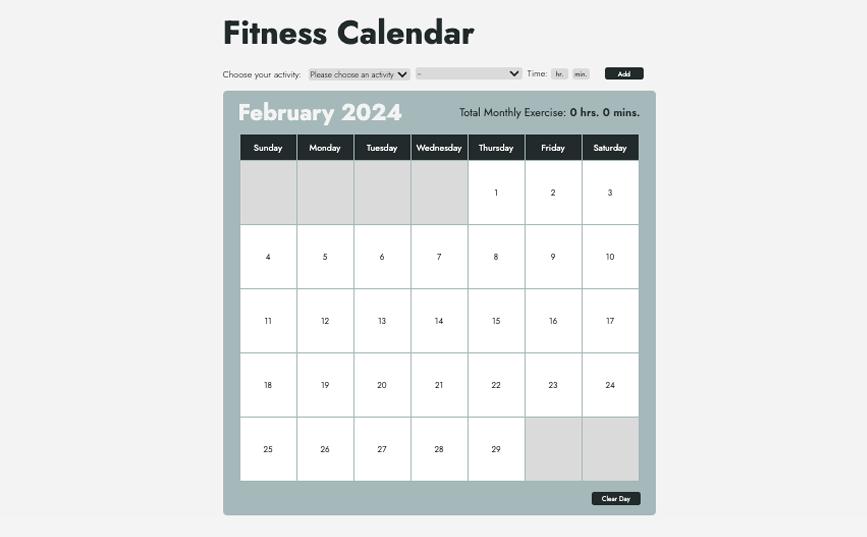 Fitness Calendar
Choose your activity: Please choose an activity -- Time: hr. min. Add
February 2024 Total Monthly Exercise: 0 hrs. 0 mins.
Sunday Monday Tuesday Wednesday Thursday Friday Saturday
1 2 3
4 5 6 7 8 9 10
11 12 13 14 15 16 17
18 19 20 21 22 23 24
25 26 27 28 29
Clear Day